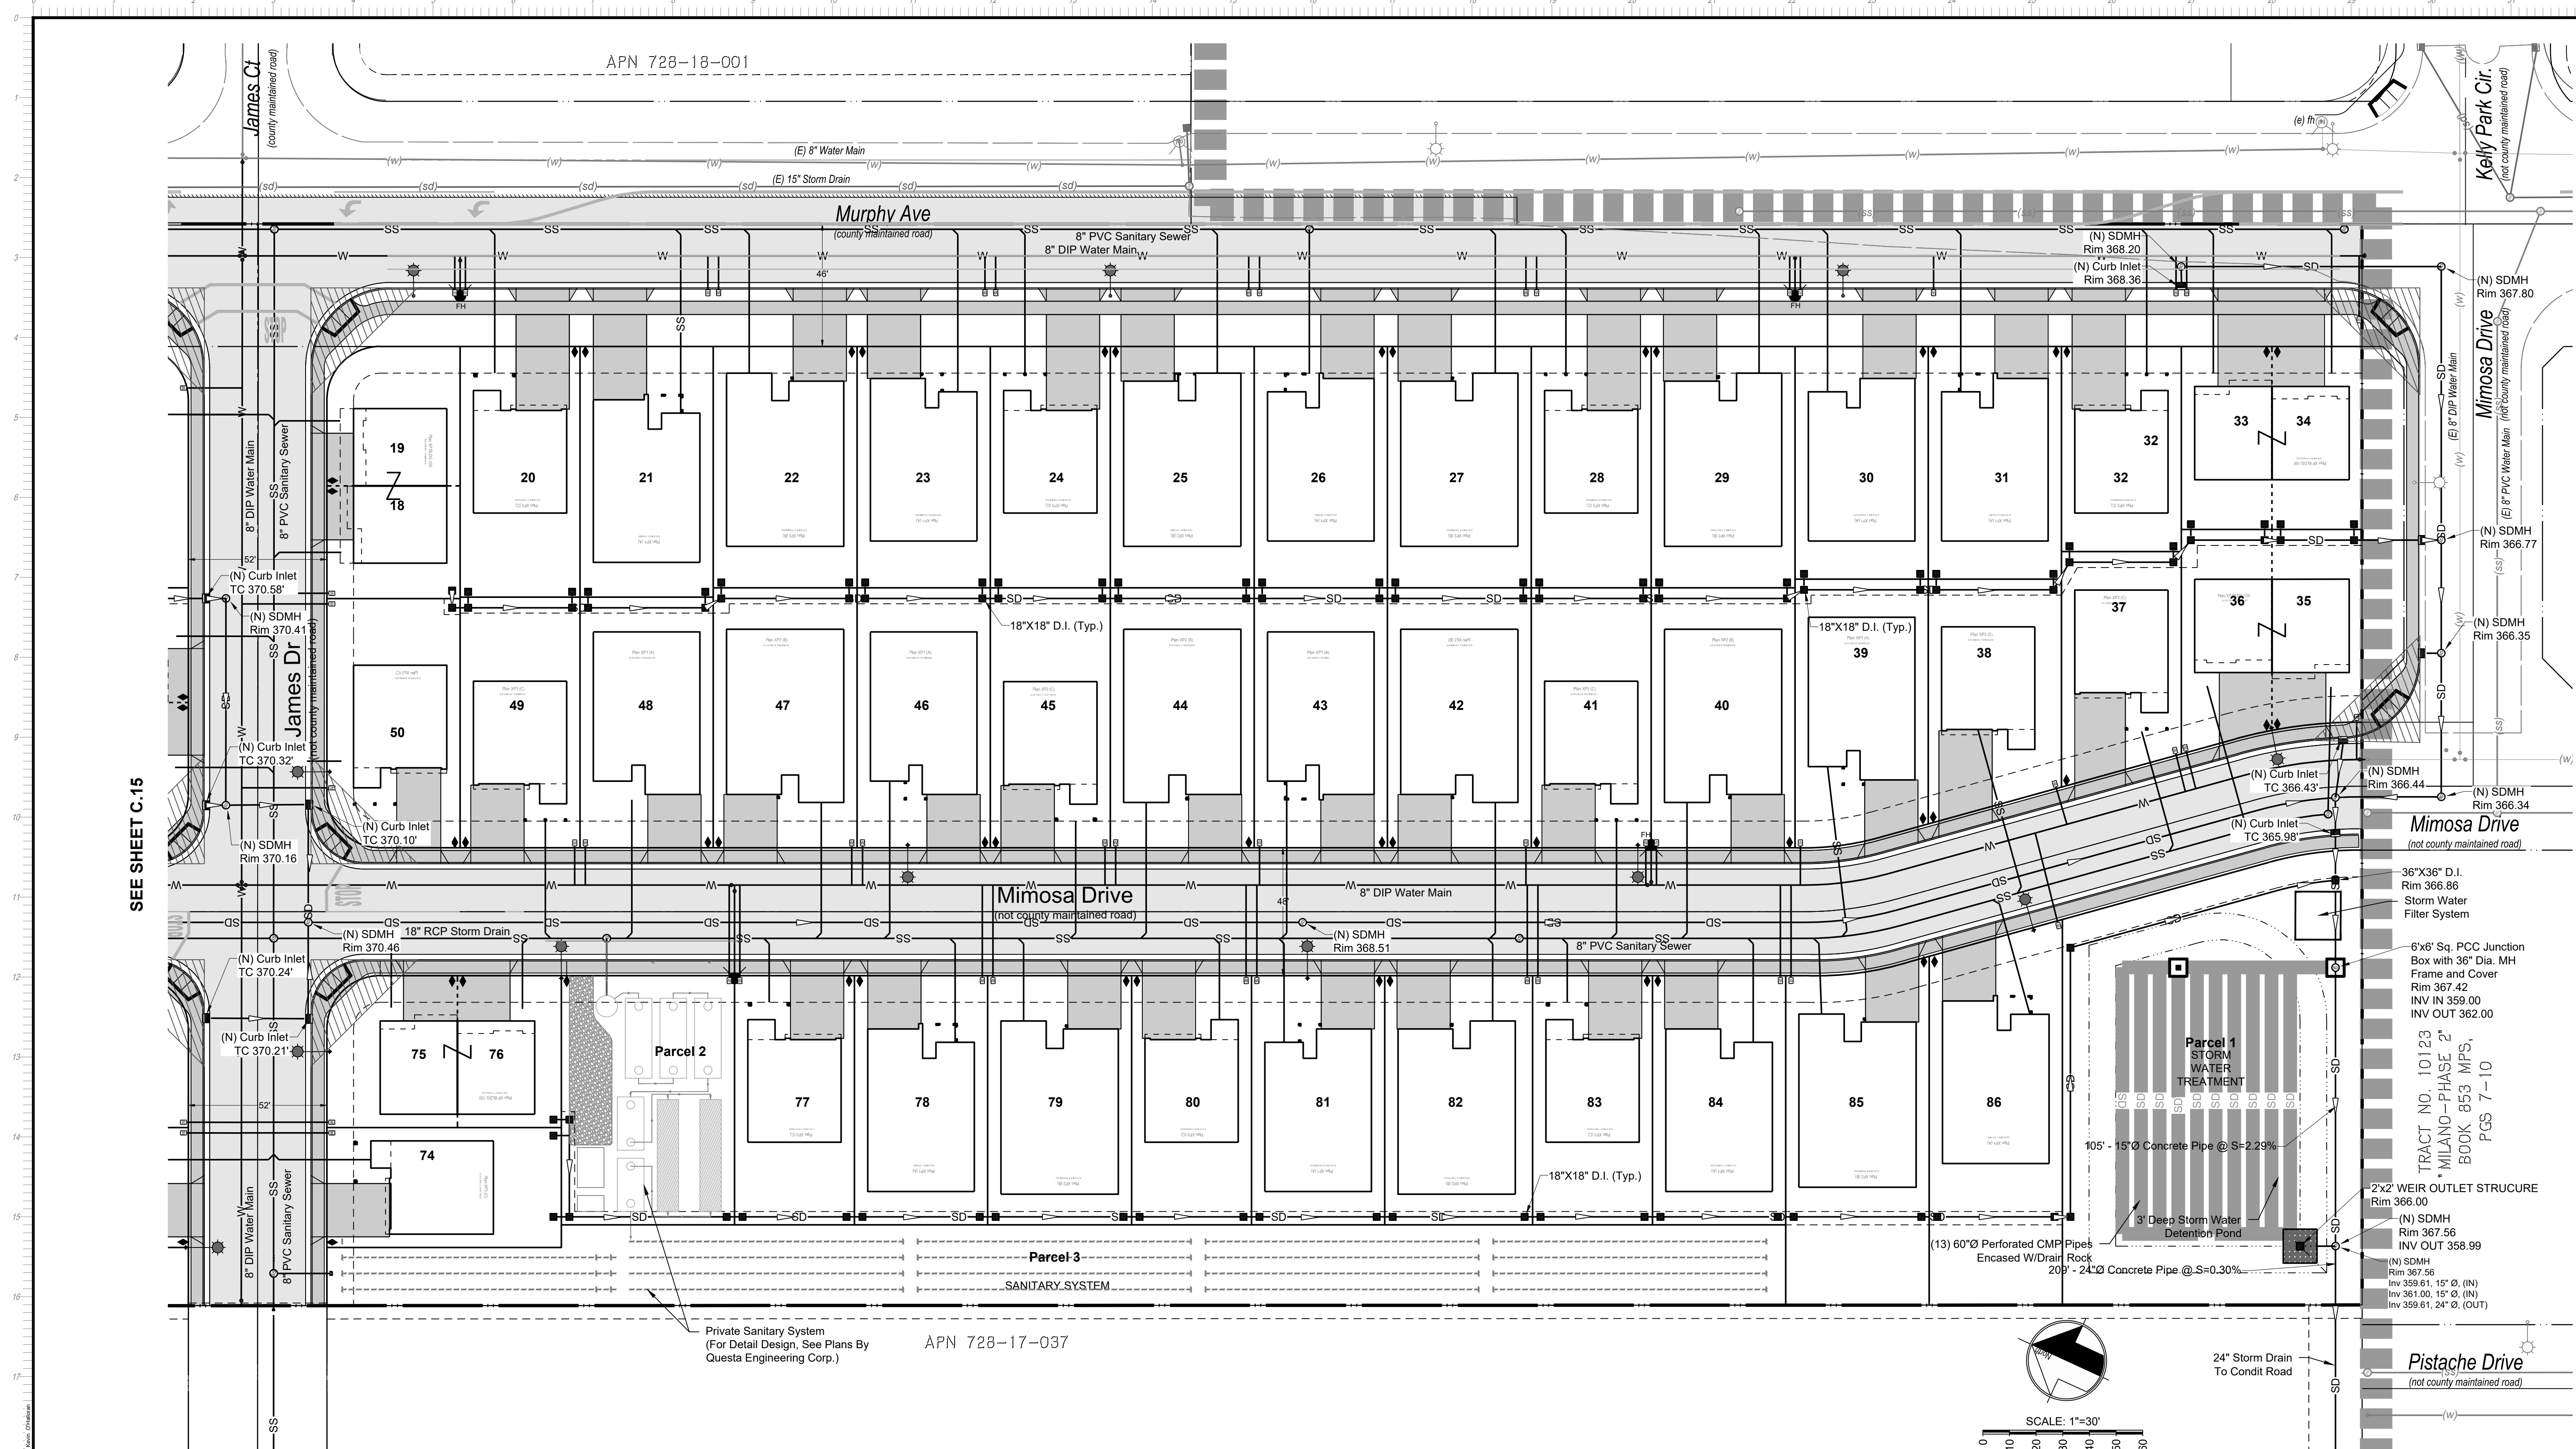 APN 728-18-001
James Ct
(county maintained road)
Kelly Park Cir.
(not county maintained road)
(e) fh
(E) 8" Water Main
(E) 15" Storm Drain
Murphy Ave
(county maintained road)
8" PVC Sanitary Sewer
8" DIP Water Main
46'
(N) SDMH
Rim 368.20
(N) Curb Inlet
Rim 368.36
(N) SDMH
Rim 367.80
FH
FH
STOP
Mimosa Drive
(not county maintained road)
(E) 8" DIP Water Main
(E) 8" PVC Water Main
8" DIP Water Main
8" PVC Sanitary Sewer
19
18
20
21
22
23
24
25
26
27
28
29
30
31
32
32
33
34
52'
(N) SDMH
Rim 366.77
(N) Curb Inlet
TC 370.58'
(N) SDMH
Rim 370.41
James Dr
(not county maintained road)
18"X18" D.I. (Typ.)
18"X18" D.I. (Typ.)
(N) SDMH
Rim 366.35
50
49
48
47
46
45
44
43
42
41
40
39
38
37
36
35
SEE SHEET C.15
(N) Curb Inlet
TC 370.32'
(N) Curb Inlet
TC 370.10'
(N) SDMH
Rim 370.16
(N) Curb Inlet
TC 366.43'
(N) SDMH
Rim 366.44
(N) SDMH
Rim 366.34
(N) Curb Inlet
TC 365.98'
Mimosa Drive
(not county maintained road)
FH
Mimosa Drive
(not county maintained road)
8" DIP Water Main
48'
18" RCP Storm Drain
8" PVC Sanitary Sewer
(N) SDMH
Rim 370.46
(N) SDMH
Rim 368.51
(N) Curb Inlet
TC 370.24'
(N) Curb Inlet
TC 370.21'
36"X36" D.I.
Rim 366.86
Storm Water
Filter System
6'x6' Sq. PCC Junction
Box with 36" Dia. MH
Frame and Cover
Rim 367.42
INV IN 359.00
INV OUT 362.00
75
76
Parcel 2
77
78
79
80
81
82
83
84
85
86
74
52'
Parcel 1
STORM
WATER
TREATMENT
TRACT NO. 10123
"MILANO-PHASE 2"
BOOK 853 MPS,
PGS 7-10
105' - 15"Ø Concrete Pipe @ S=2.29%
18"X18" D.I. (Typ.)
8" DIP Water Main
8" PVC Sanitary Sewer
2'x2' WEIR OUTLET STRUCURE
Rim 366.00
3' Deep Storm Water
Detention Pond
(N) SDMH
Rim 367.56
INV OUT 358.99
(13) 60"Ø Perforated CMP Pipes
Encased W/Drain Rock
209' - 24"Ø Concrete Pipe @ S=0.30%
(N) SDMH
Rim 367.56
Inv 359.61, 15" Ø, (IN)
Inv 361.00, 15" Ø, (IN)
Inv 359.61, 24" Ø, (OUT)
Parcel 3
SANITARY SYSTEM
Private Sanitary System
(For Detail Design, See Plans By
Questa Engineering Corp.)
APN 728-17-037
North
24" Storm Drain
To Condit Road
Pistache Drive
(not county maintained road)
SCALE: 1"=30'
0 10 20 30 40 50 60
Kevin O'Halloran